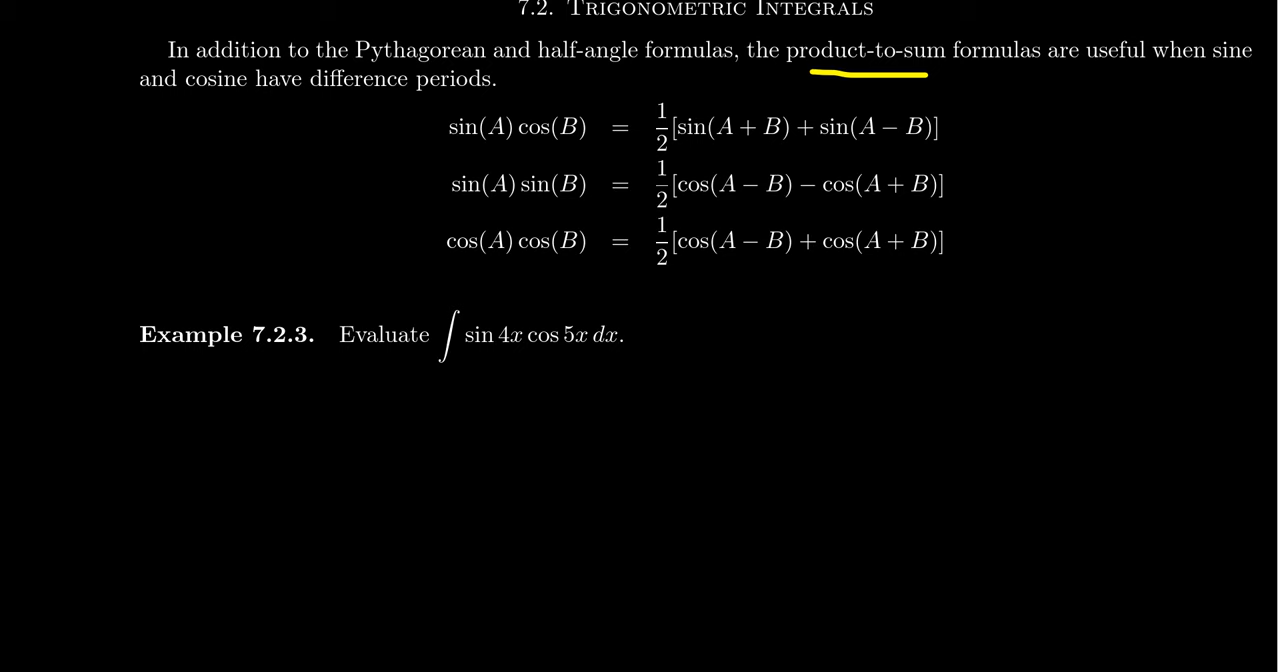 7.2. Trigonometric Integrals
In addition to the Pythagorean and half-angle formulas, the product-to-sum formulas are useful when sine
and cosine have difference periods.
sin(A) cos(B) = 1/2[sin(A + B) + sin(A − B)]
sin(A) sin(B) = 1/2[cos(A − B) − cos(A + B)]
cos(A) cos(B) = 1/2[cos(A − B) + cos(A + B)]
Example 7.2.3. Evaluate ∫ sin 4x cos 5x dx.